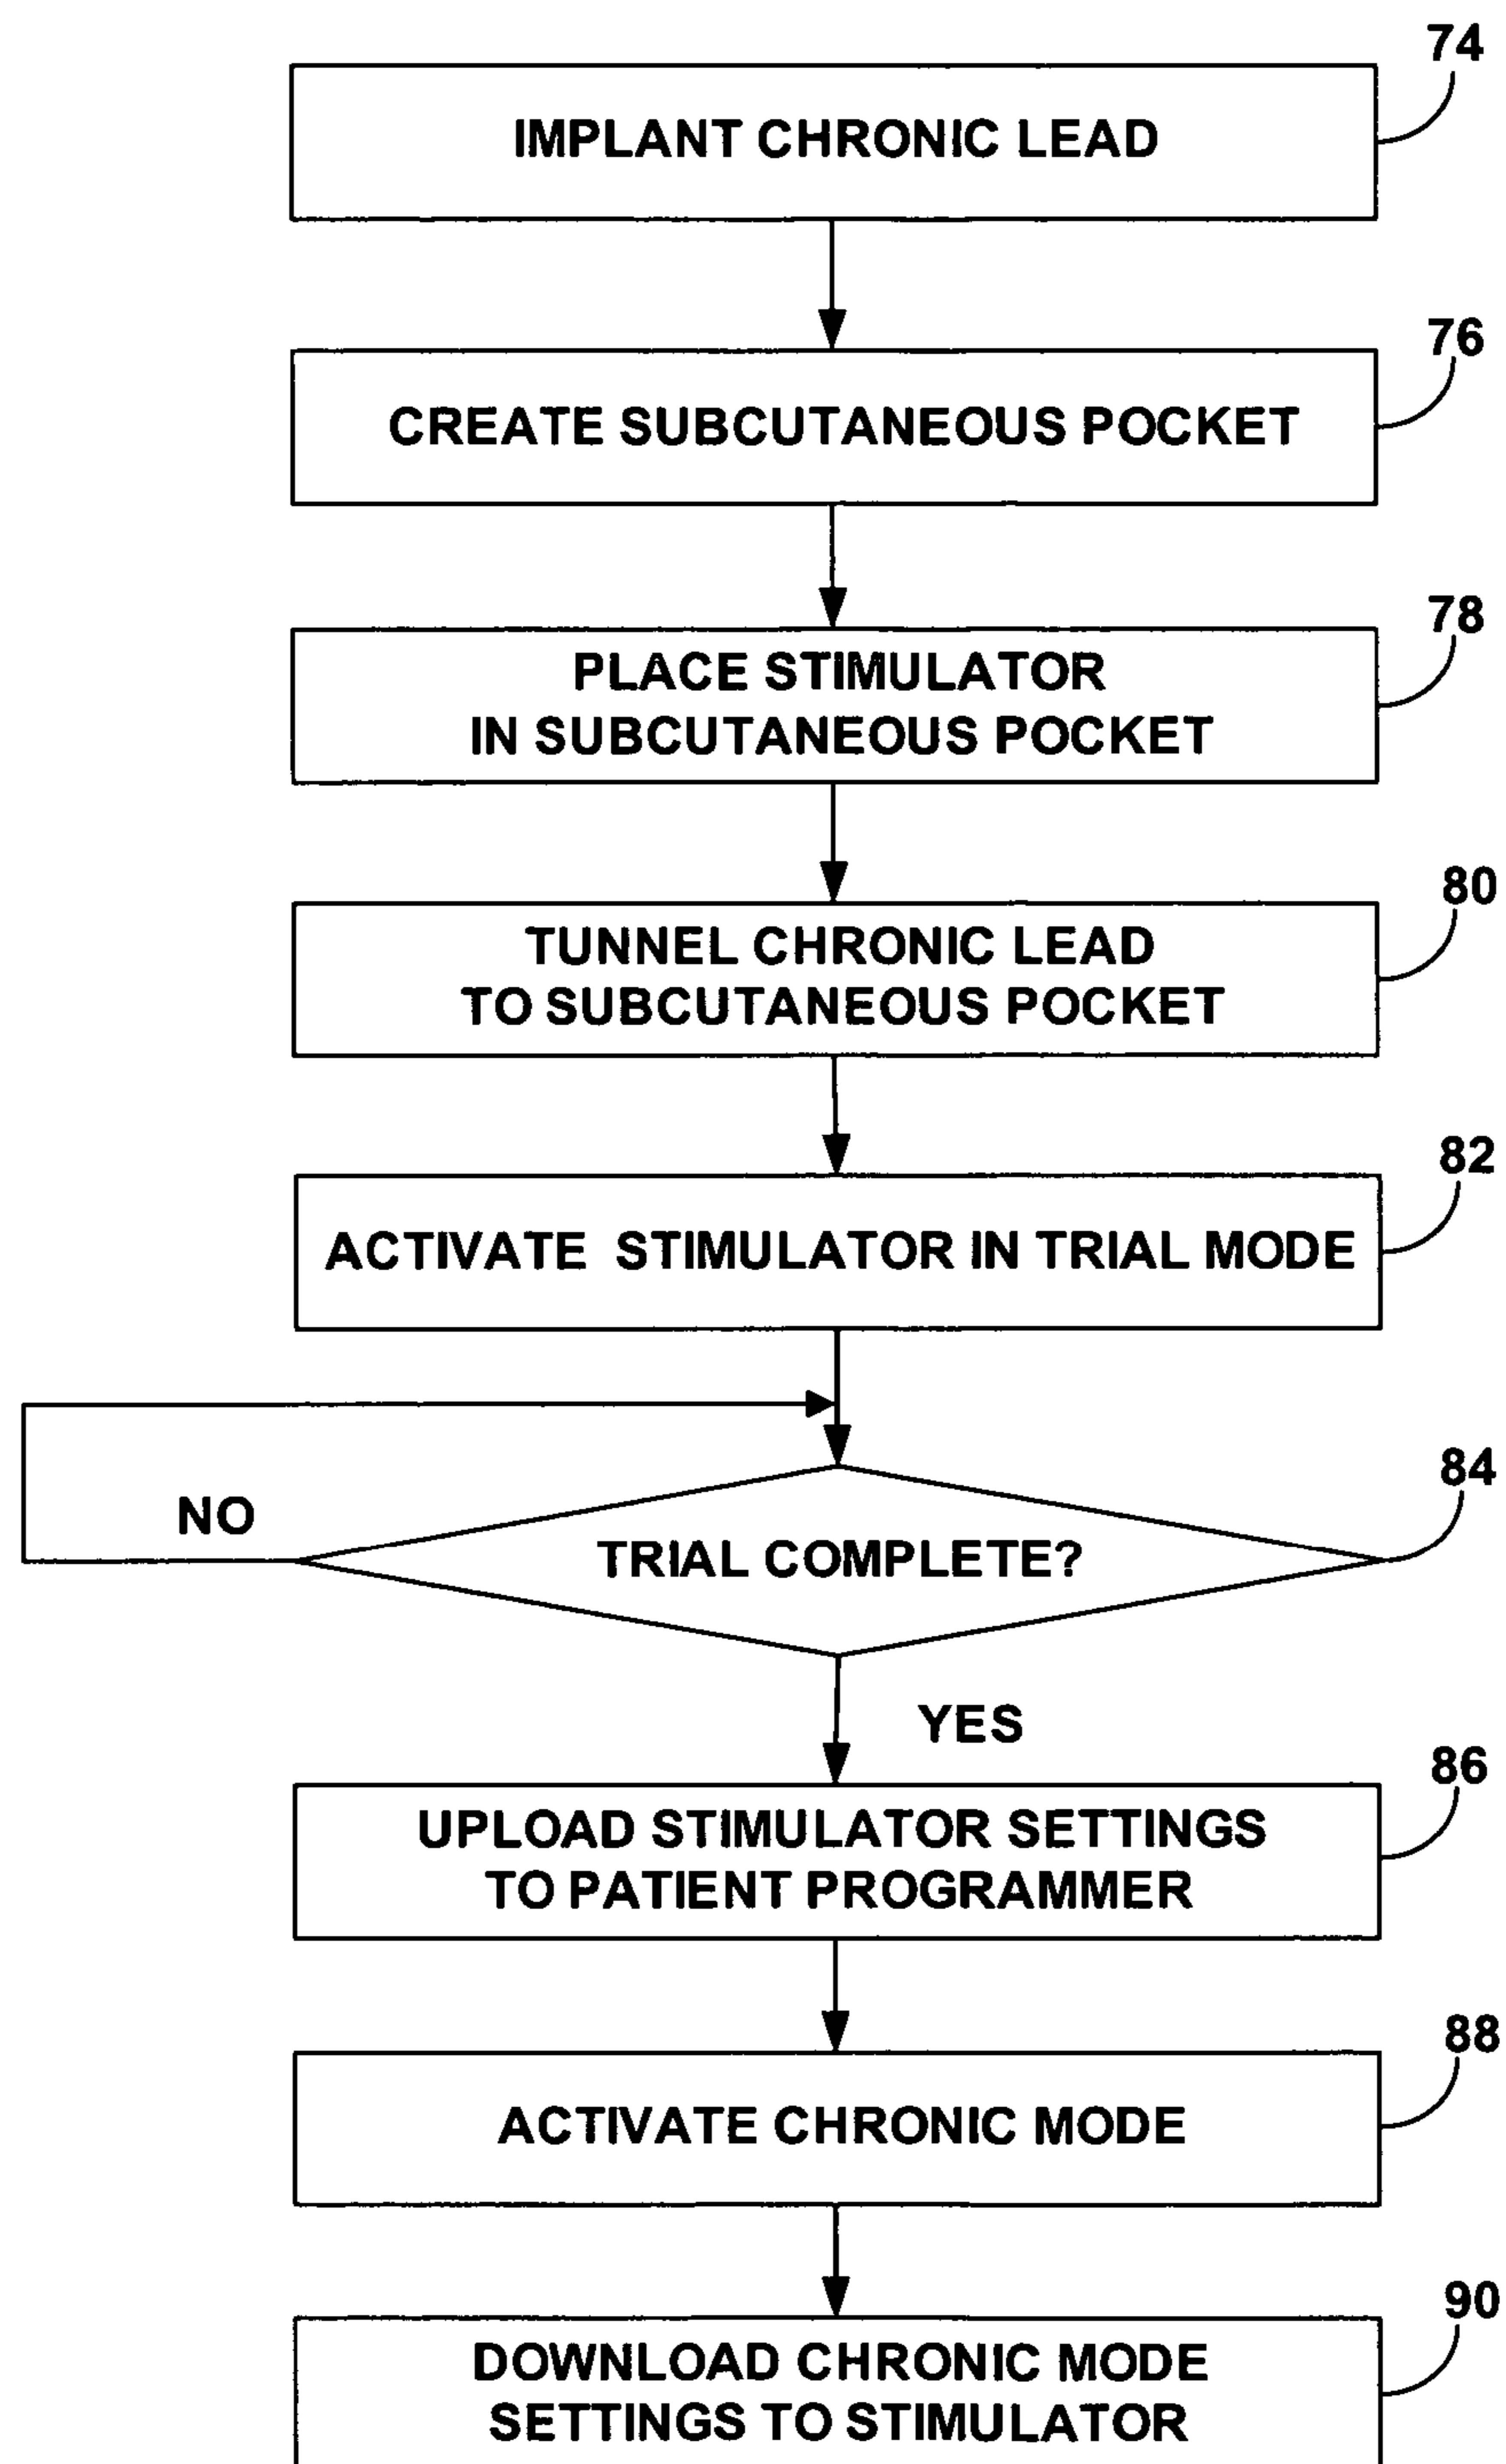 74
IMPLANT CHRONIC LEAD
76
CREATE SUBCUTANEOUS POCKET
78
PLACE STIMULATOR
IN SUBCUTANEOUS POCKET
80
TUNNEL CHRONIC LEAD
TO SUBCUTANEOUS POCKET
82
ACTIVATE STIMULATOR IN TRIAL MODE
84
NO
TRIAL COMPLETE?
YES
86
UPLOAD STIMULATOR SETTINGS
TO PATIENT PROGRAMMER
88
ACTIVATE CHRONIC MODE
90
DOWNLOAD CHRONIC MODE
SETTINGS TO STIMULATOR